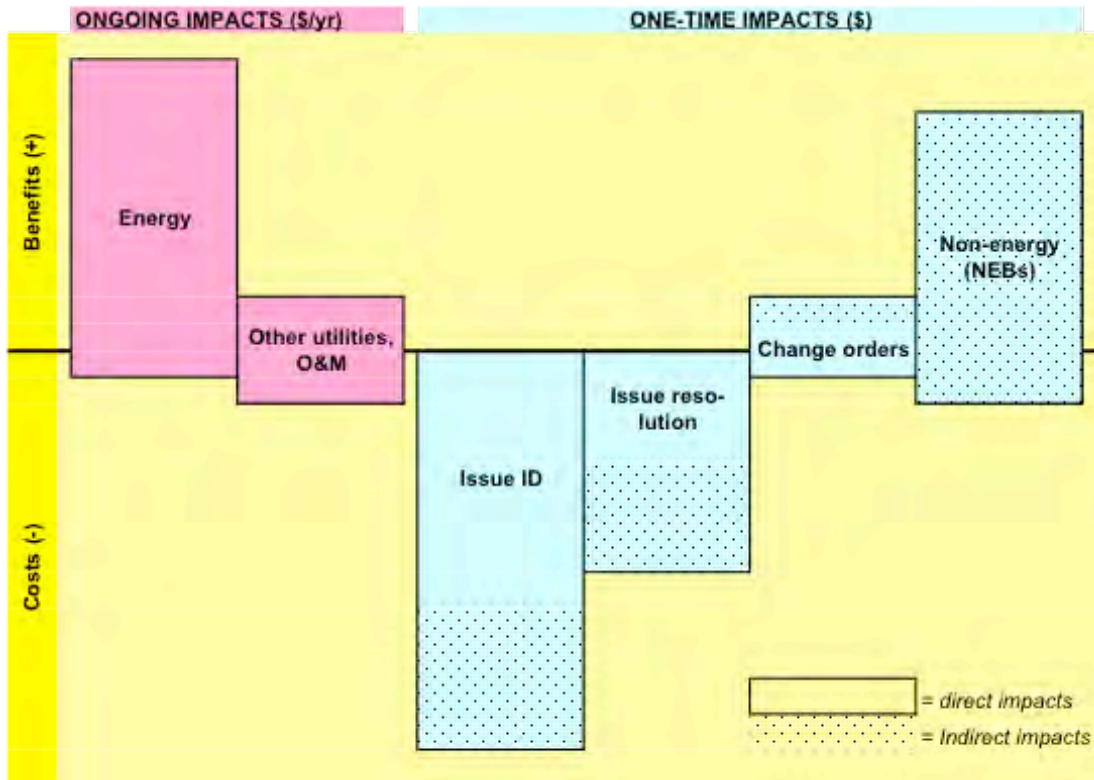 ONGOING IMPACTS ($/yr)
ONE-TIME IMPACTS ($)
Benefits (+)
Costs (-)
Energy
Other utilities,
O&M
Issue ID
Issue reso-
lution
Change orders
Non-energy
(NEBs)
= direct impacts
= Indirect impacts